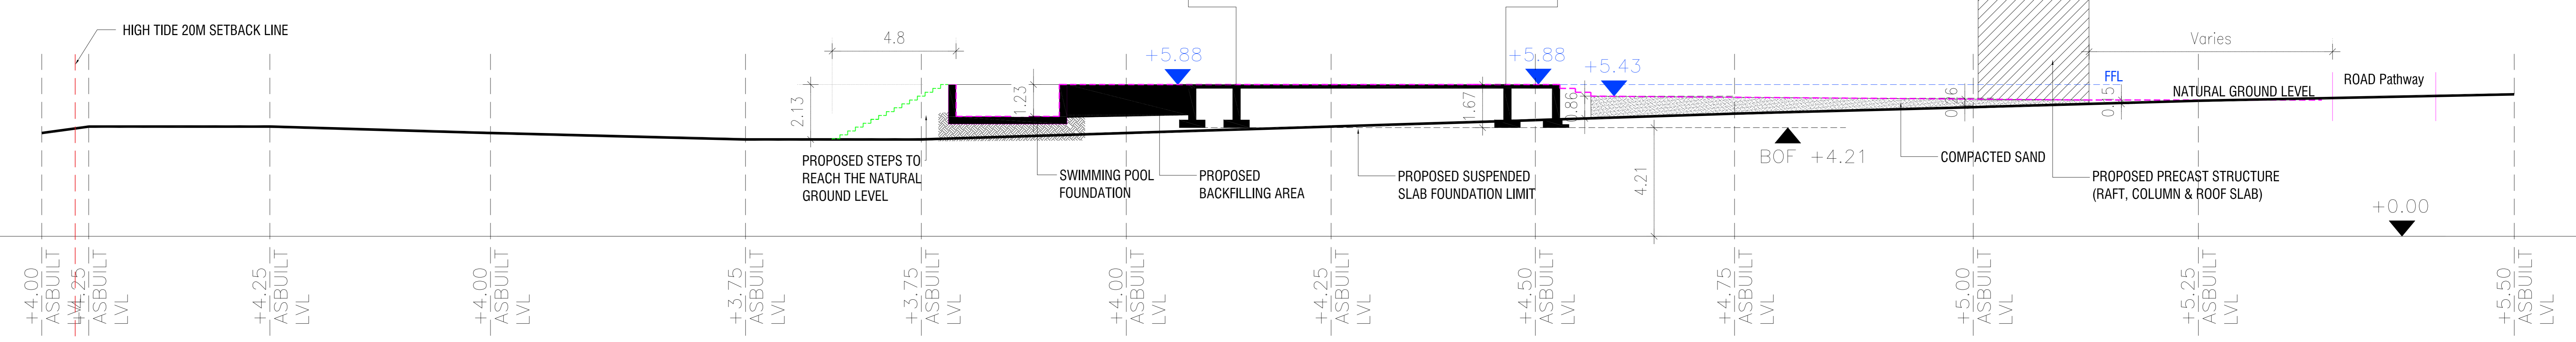 HIGH TIDE 20M SETBACK LINE
4.8
2.13
1.23
+5.88
+5.88
+5.43
1.67
0.86
0.26
Varies
FFL
0.15
NATURAL GROUND LEVEL
ROAD Pathway
PROPOSED STEPS TO
REACH THE NATURAL
GROUND LEVEL
SWIMMING POOL
FOUNDATION
PROPOSED
BACKFILLING AREA
PROPOSED SUSPENDED
SLAB FOUNDATION LIMIT
4.21
BOF +4.21
COMPACTED SAND
PROPOSED PRECAST STRUCTURE
(RAFT, COLUMN & ROOF SLAB)
+0.00
+4.00
ASBUILT
LVL
+4.25
ASBUILT
LVL
+4.25
ASBUILT
LVL
+4.00
ASBUILT
LVL
+3.75
ASBUILT
LVL
+3.75
ASBUILT
LVL
+4.00
ASBUILT
LVL
+4.25
ASBUILT
LVL
+4.50
ASBUILT
LVL
+4.75
ASBUILT
LVL
+5.00
ASBUILT
LVL
+5.25
ASBUILT
LVL
+5.50
ASBUILT
LVL